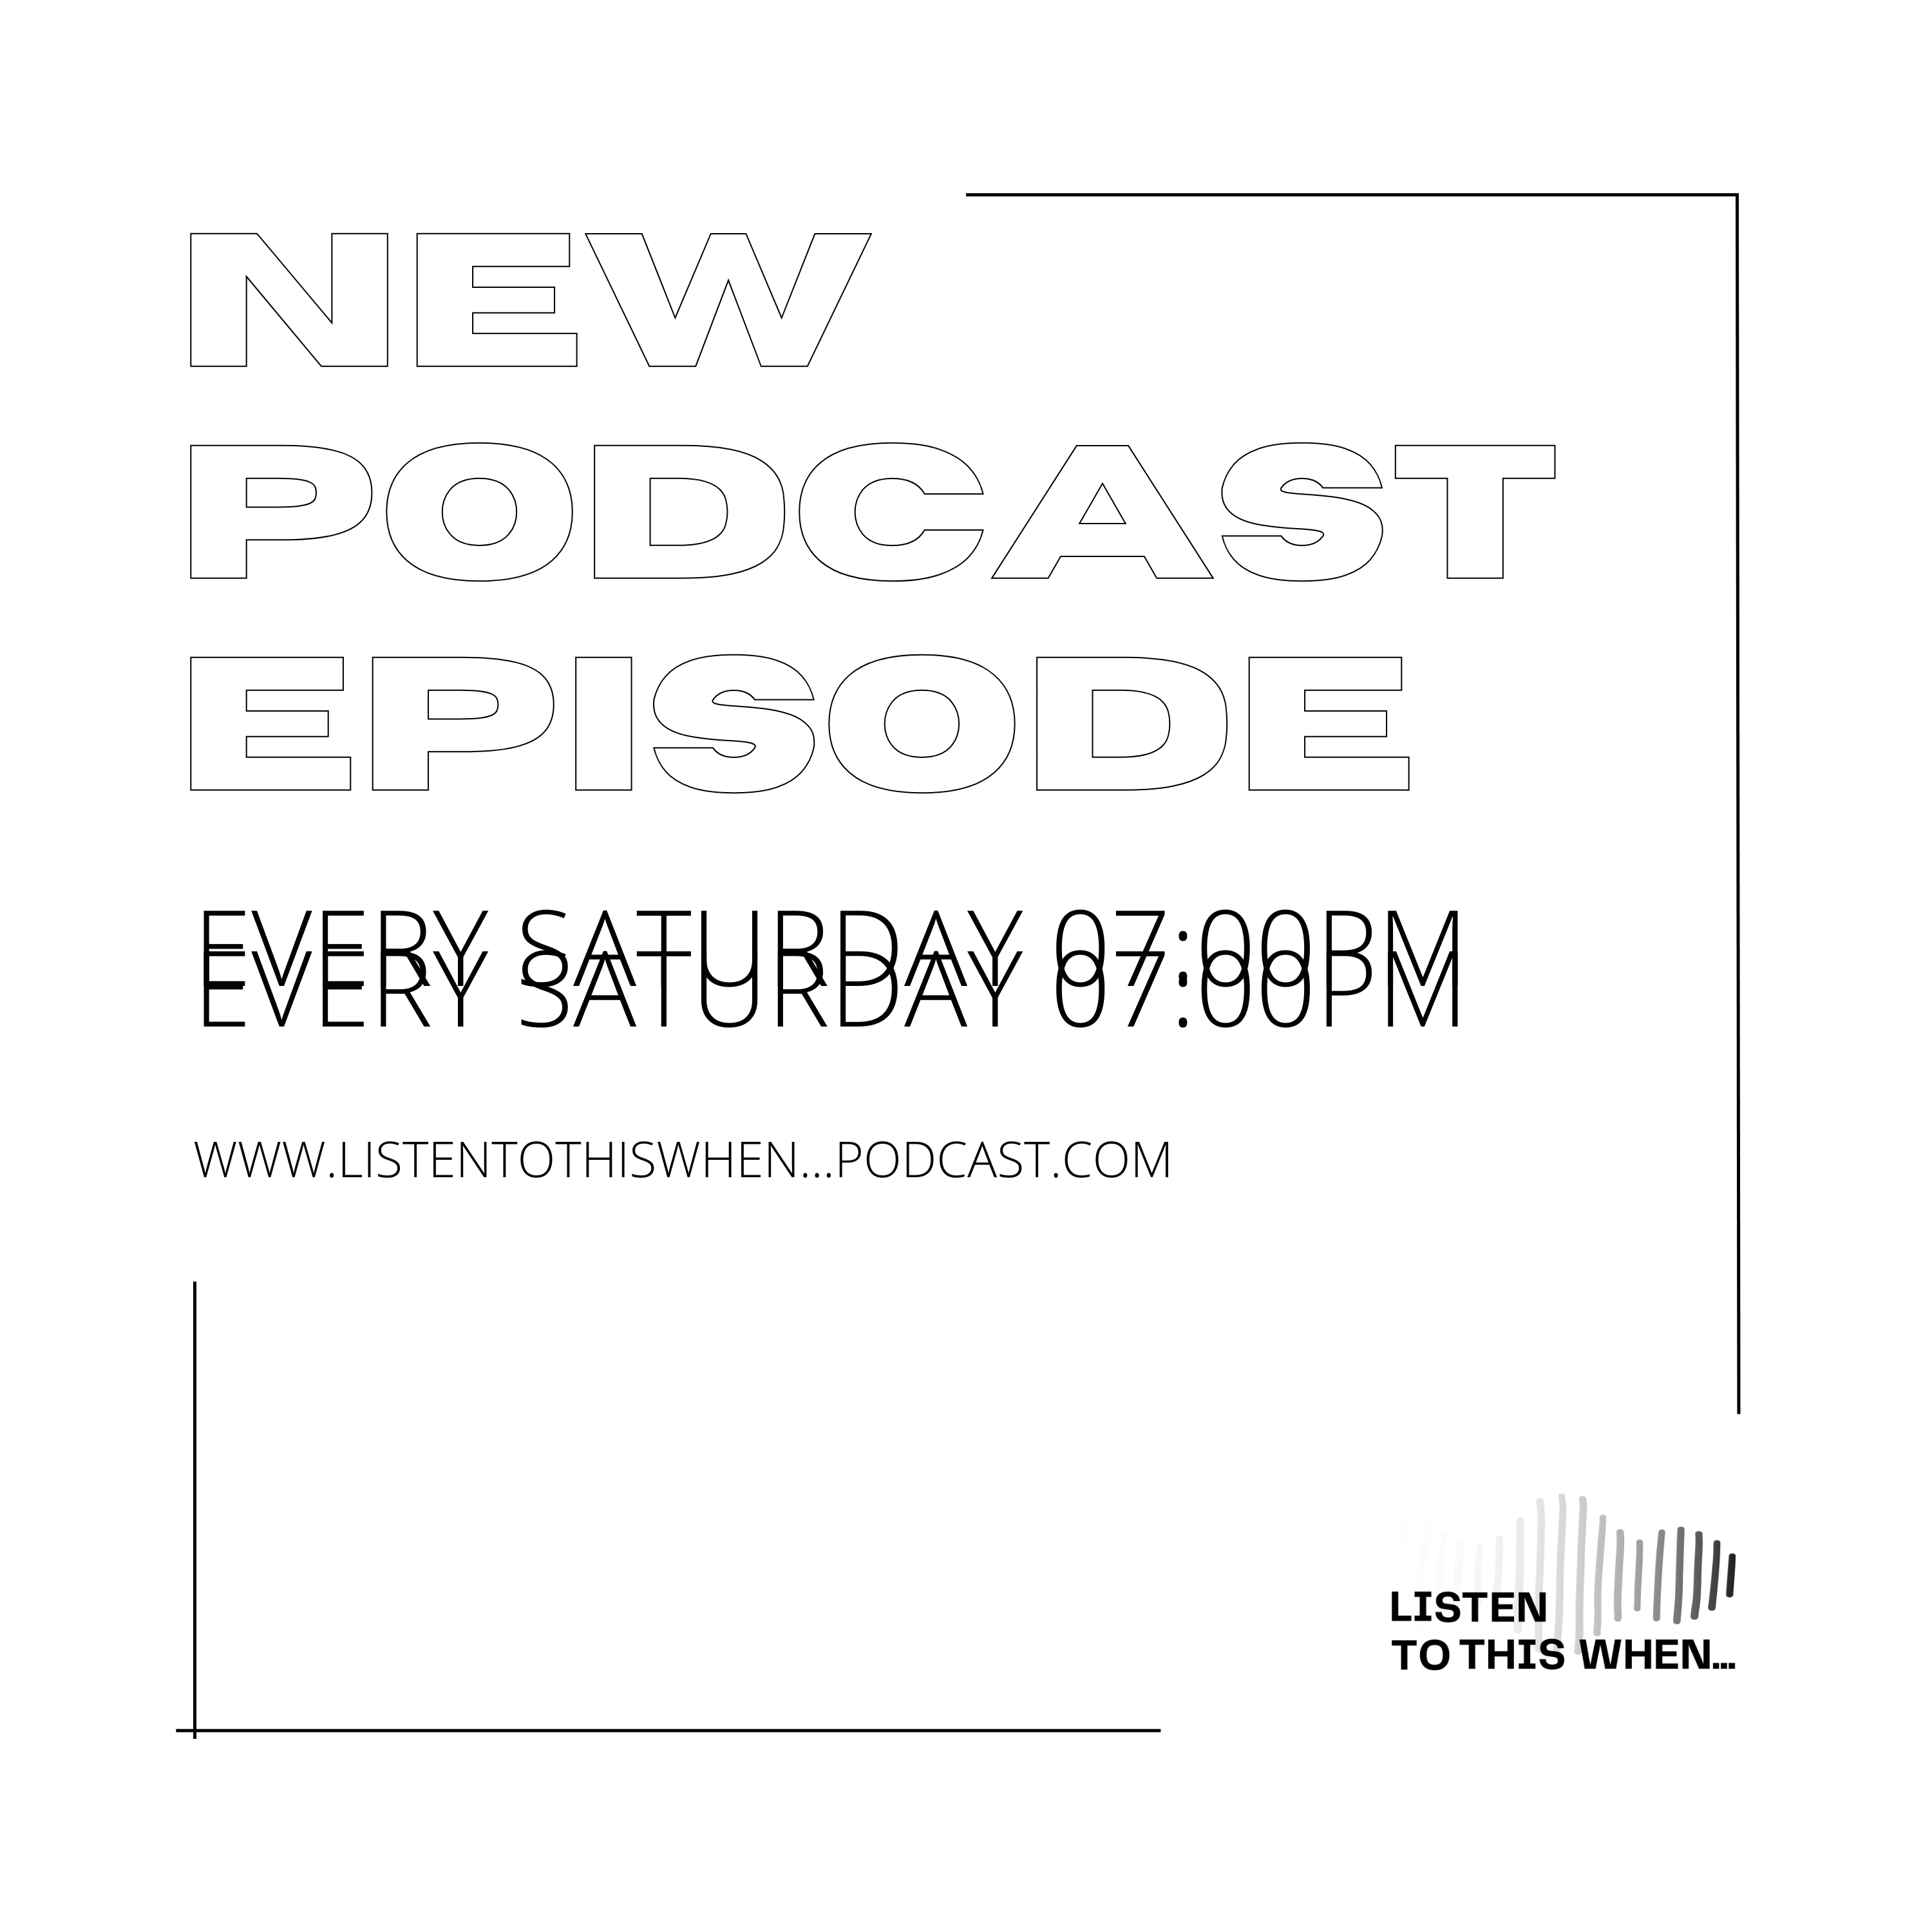 NEW
PODCAST
EPISODE
EVERY SATURDAY 07:00PM
EVERY SATURDAY 07:00PM
WWW.LISTENTOTHISWHEN...PODCAST.COM
LISTEN
TO THIS WHEN...